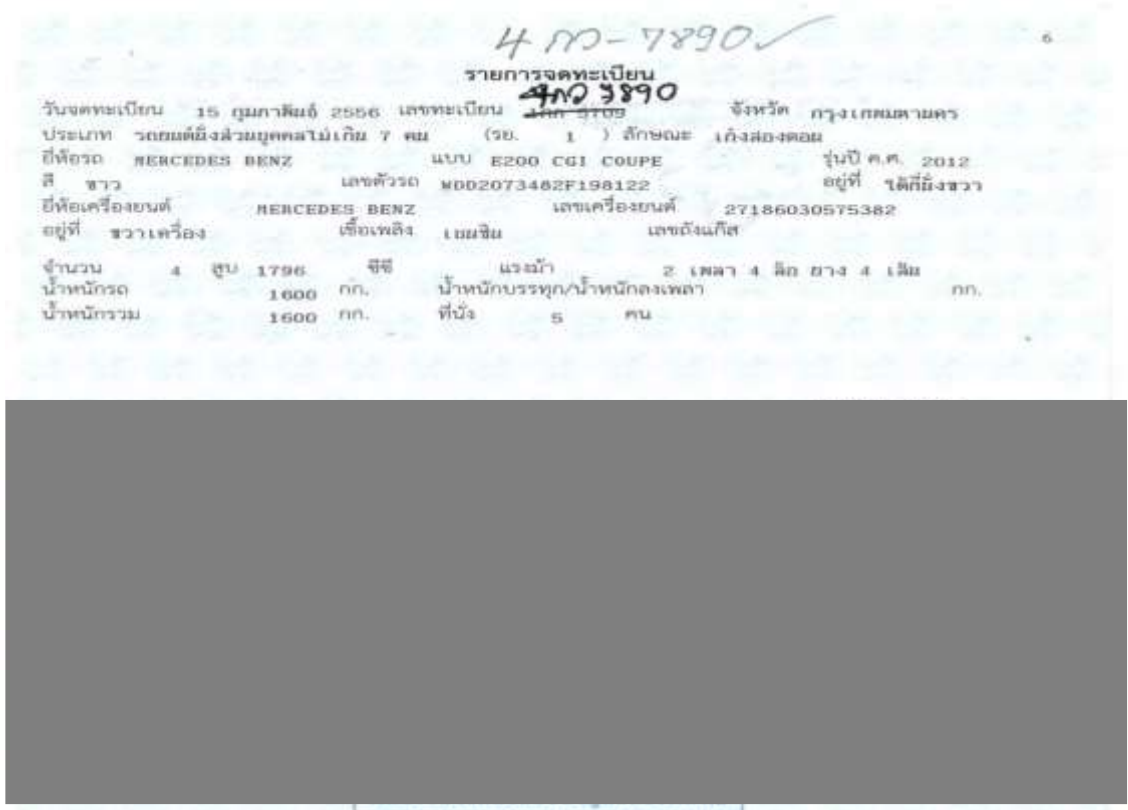 4 กว-7890 6
รายการจดทะเบียน
4กว 7890
วันจดทะเบียน 15 กุมภาพันธ์ 2556 เลขทะเบียน 5709 จังหวัด กรุงเทพมหานคร
ประเภท รถยนต์นั่งส่วนบุคคลไม่เกิน 7 คน (รย. 1 ) ลักษณะ เก๋งสองตอน
ยี่ห้อรถ MERCEDES BENZ แบบ E200 CGI COUPE รุ่นปี ค.ศ. 2012
สี ขาว เลขตัวรถ WDD2073482F198122 อยู่ที่ ใต้ที่นั่งขวา
ยี่ห้อเครื่องยนต์ MERCEDES BENZ เลขเครื่องยนต์ 27186030575382
อยู่ที่ ขวาเครื่อง เชื้อเพลิง เบนซิน เลขถังแก๊ส
จำนวน 4 สูบ 1796 ซีซี แรงม้า 2 เพลา 4 ล้อ ยาง 4 เส้น
น้ำหนักรถ 1600 กก. น้ำหนักบรรทุก/น้ำหนักลงเพลา กก.
น้ำหนักรวม 1600 กก. ที่นั่ง 5 คน